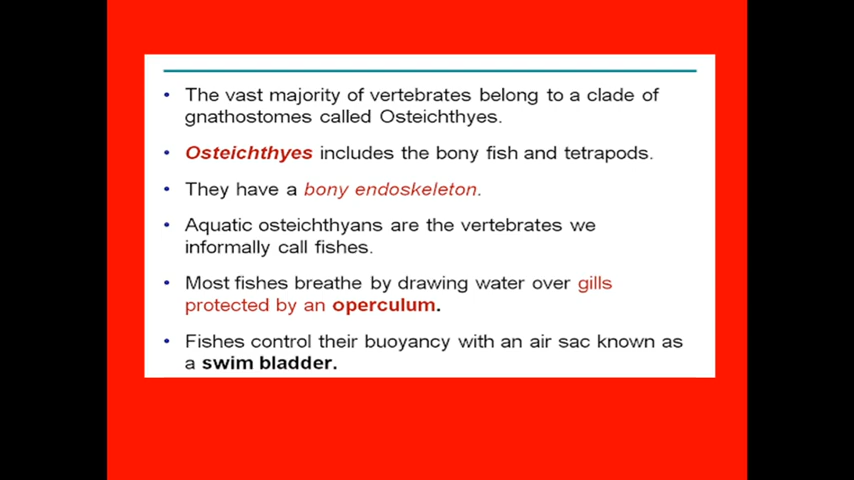 • The vast majority of vertebrates belong to a clade of
gnathostomes called Osteichthyes.
• Osteichthyes includes the bony fish and tetrapods.
• They have a bony endoskeleton.
• Aquatic osteichthyans are the vertebrates we
informally call fishes.
• Most fishes breathe by drawing water over gills
protected by an operculum.
• Fishes control their buoyancy with an air sac known as
a swim bladder.